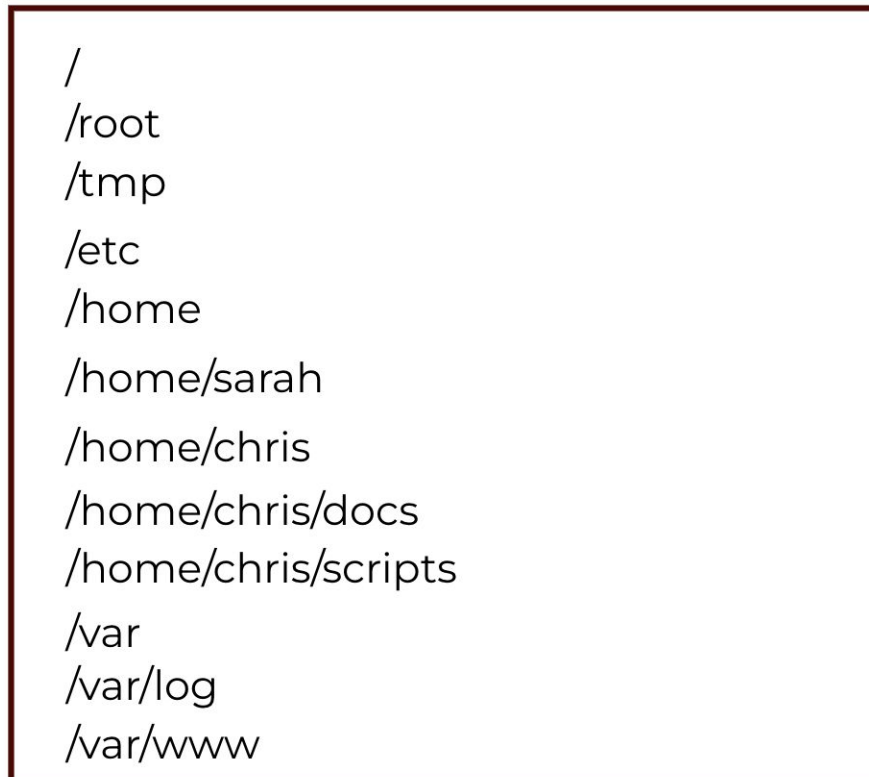 /
/root
/tmp
/etc
/home
/home/sarah
/home/chris
/home/chris/docs
/home/chris/scripts
/var
/var/log
/var/www